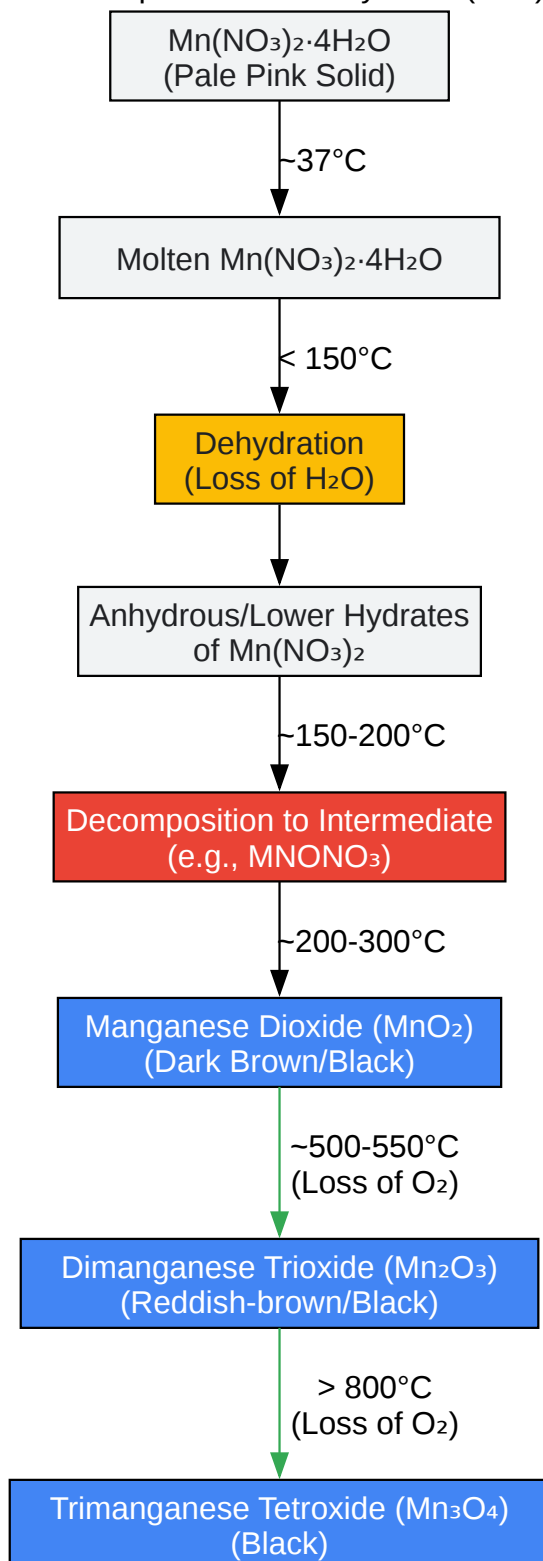 Mn(NO₃)₂·4H₂O
(Pale Pink Solid)
~37°C
Molten Mn(NO₃)₂·4H₂O
< 150°C
Dehydration
(Loss of H₂O)
Anhydrous/Lower Hydrates
of Mn(NO₃)₂
~150-200°C
Decomposition to Intermediate
(e.g., MNONO₃)
~200-300°C
Manganese Dioxide (MnO₂)
(Dark Brown/Black)
~500-550°C
(Loss of O₂)
Dimanganese Trioxide (Mn₂O₃)
(Reddish-brown/Black)
> 800°C
(Loss of O₂)
Trimanganese Tetroxide (Mn₃O₄)
(Black)